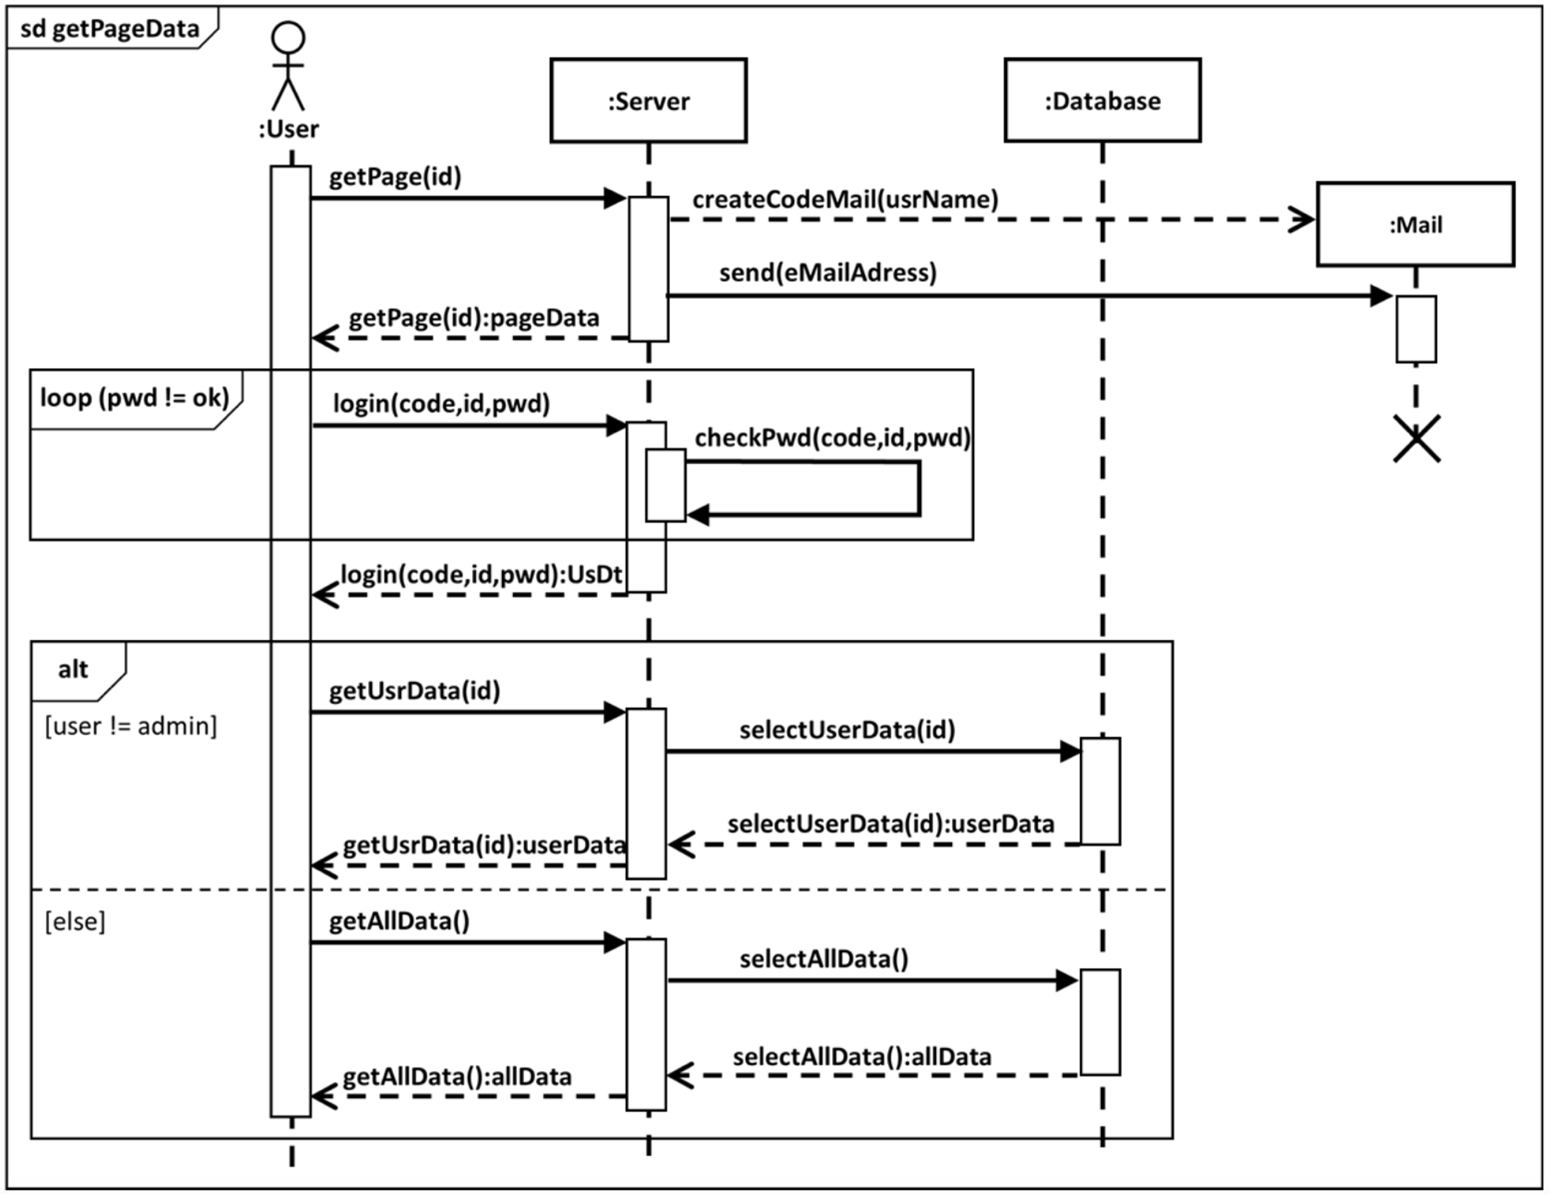 sd getPageData
:User
:Server
:Database
getPage(id)
createCodeMail(usrName)
:Mail
send(eMailAdress)
getPage(id):pageData
loop (pwd != ok)
login(code,id,pwd)
checkPwd(code,id,pwd)
login(code,id,pwd):UsDt
alt
[user != admin]
getUsrData(id)
selectUserData(id)
selectUserData(id):userData
getUsrData(id):userData
[else]
getAllData()
selectAllData()
selectAllData():allData
getAllData():allData